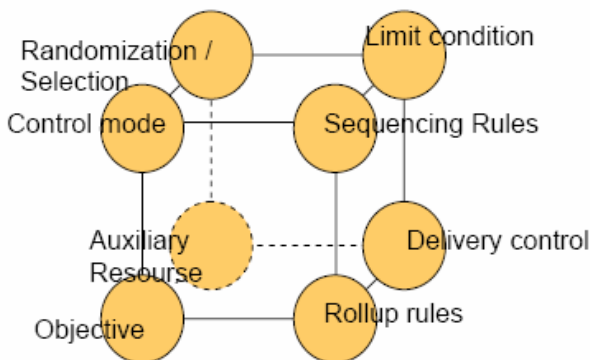 Randomization /
Selection
Limit condition
Control mode
Sequencing Rules
Auxiliary
Resourse
Delivery control
Objective
Rollup rules